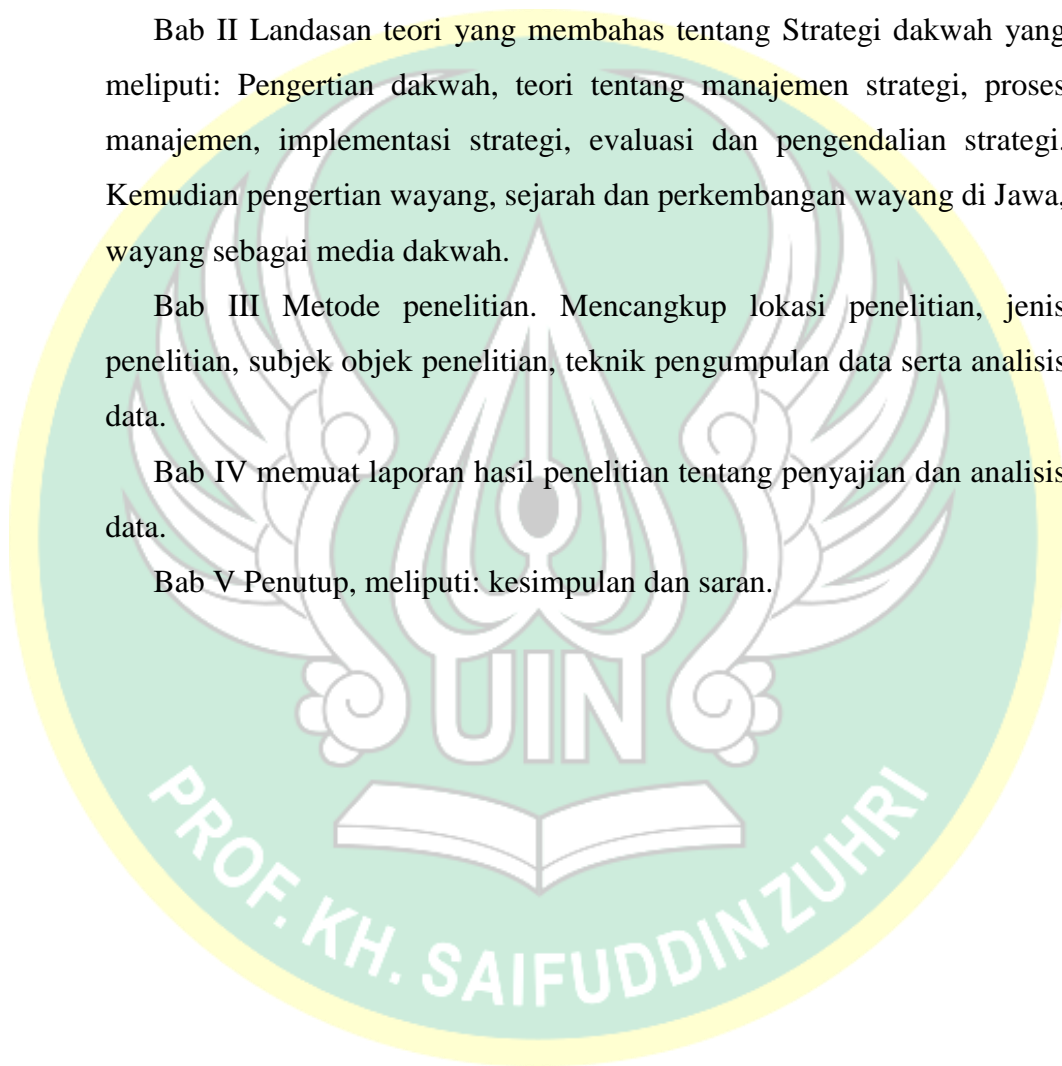 Bab II Landasan teori yang membahas tentang Strategi dakwah yang
meliputi: Pengertian dakwah, teori tentang manajemen strategi, proses
manajemen, implementasi strategi, evaluasi dan pengendalian strategi.
Kemudian pengertian wayang, sejarah dan perkembangan wayang di Jawa,
wayang sebagai media dakwah.
Bab III Metode penelitian. Mencangkup lokasi penelitian, jenis
penelitian, subjek objek penelitian, teknik pengumpulan data serta analisis
data.
Bab IV memuat laporan hasil penelitian tentang penyajian dan analisis
data.
Bab V Penutup, meliputi: kesimpulan dan saran.
UIN
PROF. KH. SAIFUDDIN ZUHRI